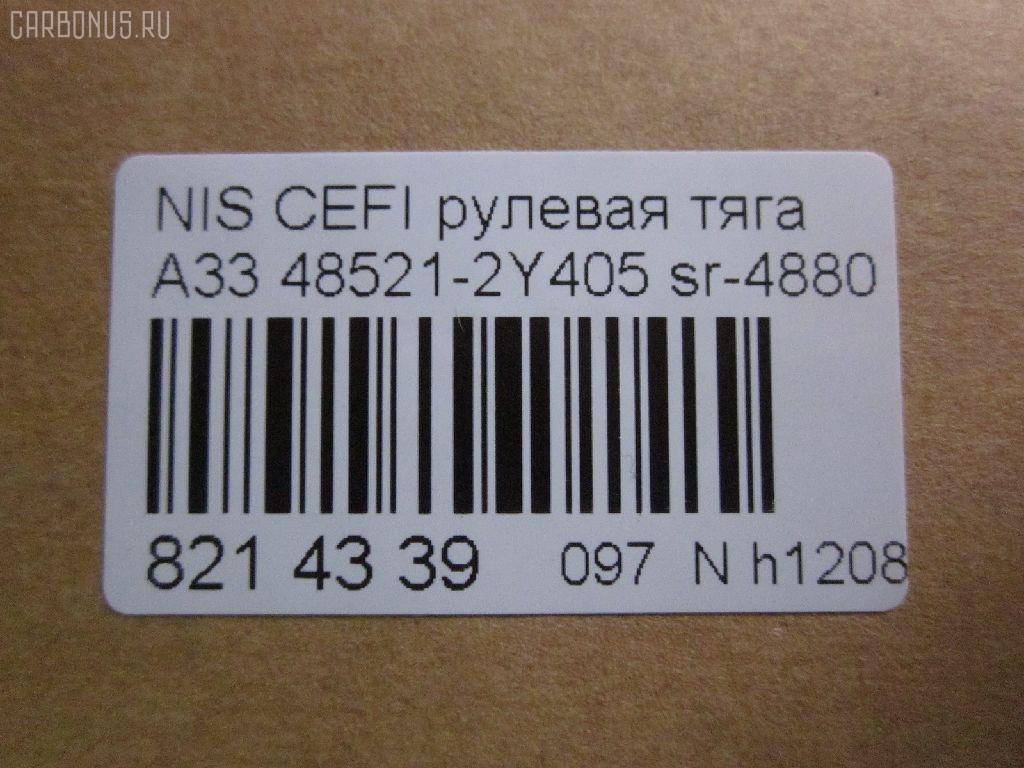 CARBONUS.RU
NIS CEFI рулевая тяга
A33 48521-2Y405 sr-4880
821 43 39 097 N h1208